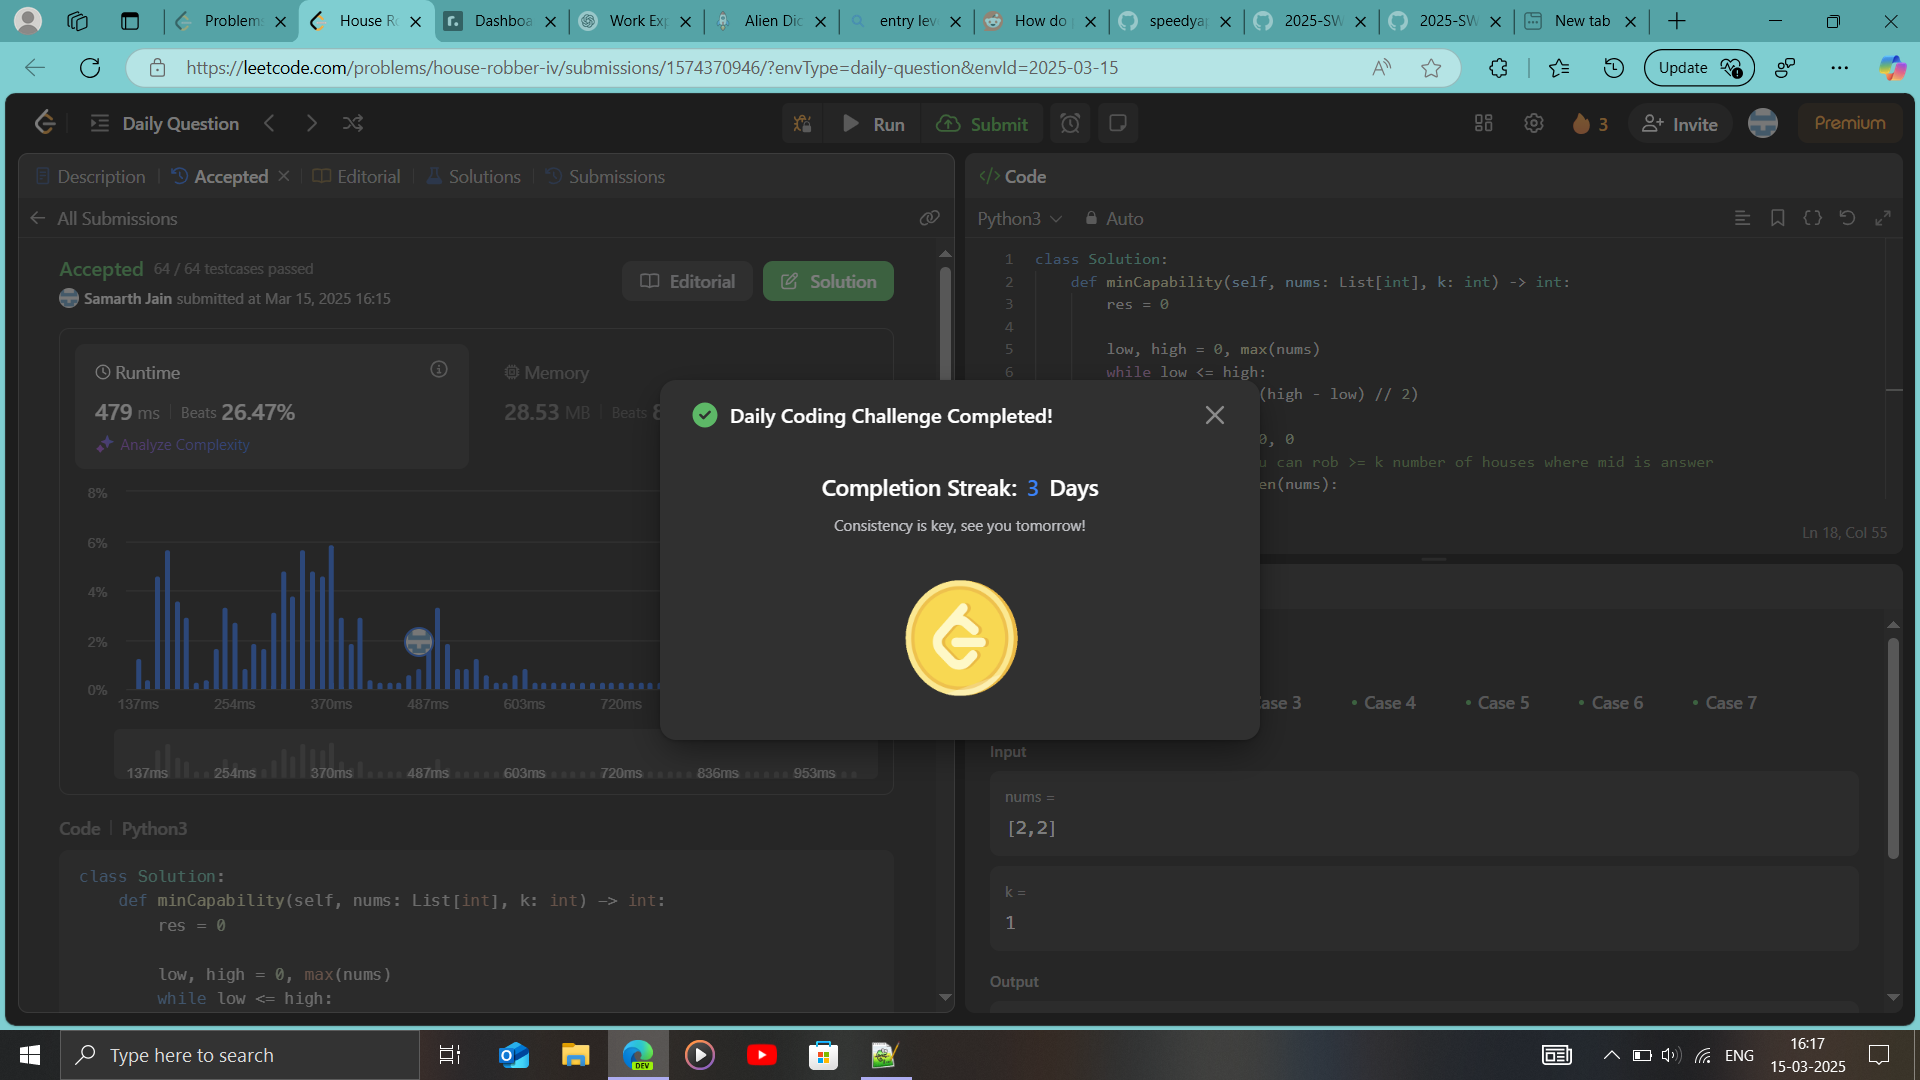 Problems
House Ro
Dashboa
Work Exp
Alien Dic
entry leve
How do
speedyap
2025-SW
2025-SW
New tab
https://leetcode.com/problems/house-robber-iv/submissions/1574370946/?envType=daily-question&envId=2025-03-15
Update
Daily Question
Run
Submit
3
Invite
Premium
Description
Accepted
Editorial
Solutions
Submissions
All Submissions
Accepted 64 / 64 testcases passed
Samarth Jain submitted at Mar 15, 2025 16:15
Editorial
Solution
Runtime
479 ms
Beats 26.47%
Analyze Complexity
Memory
28.53 MB
Beats
8%
6%
4%
2%
0%
137ms 254ms 370ms 487ms 603ms 720ms
137ms 254ms 370ms 487ms 603ms 720ms 836ms 953ms
Code | Python3
class Solution:
def minCapability(self, nums: List[int], k: int) -> int:
res = 0
low, high = 0, max(nums)
while low <= high:
Daily Coding Challenge Completed!
Completion Streak: 3 Days
Consistency is key, see you tomorrow!
</> Code
Python3
Auto
1 class Solution:
2 def minCapability(self, nums: List[int], k: int) -> int:
3 res = 0
4
5 low, high = 0, max(nums)
6 while low <= high:
(high - low) // 2)
0, 0
u can rob >= k number of houses where mid is answer
en(nums):
Ln 18, Col 55
ase 3
Case 4
Case 5
Case 6
Case 7
Input
nums =
[2,2]
k =
1
Output
Type here to search
DEV
ENG
16:17
15-03-2025